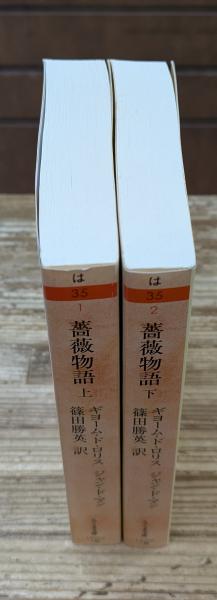 は
35
1
薔薇物語 上
ギヨーム・ド・ロリス ジャン・ド・マン
篠田勝英 訳
は
35
2
薔薇物語 下
ギヨーム・ド・ロリス ジャン・ド・マン
篠田勝英 訳